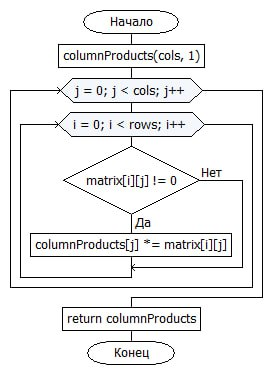 Начало
columnProducts(cols, 1)
j = 0; j < cols; j++
i = 0; i < rows; i++
Нет
matrix[i][j] != 0
Да
columnProducts[j] *= matrix[i][j]
return columnProducts
Конец